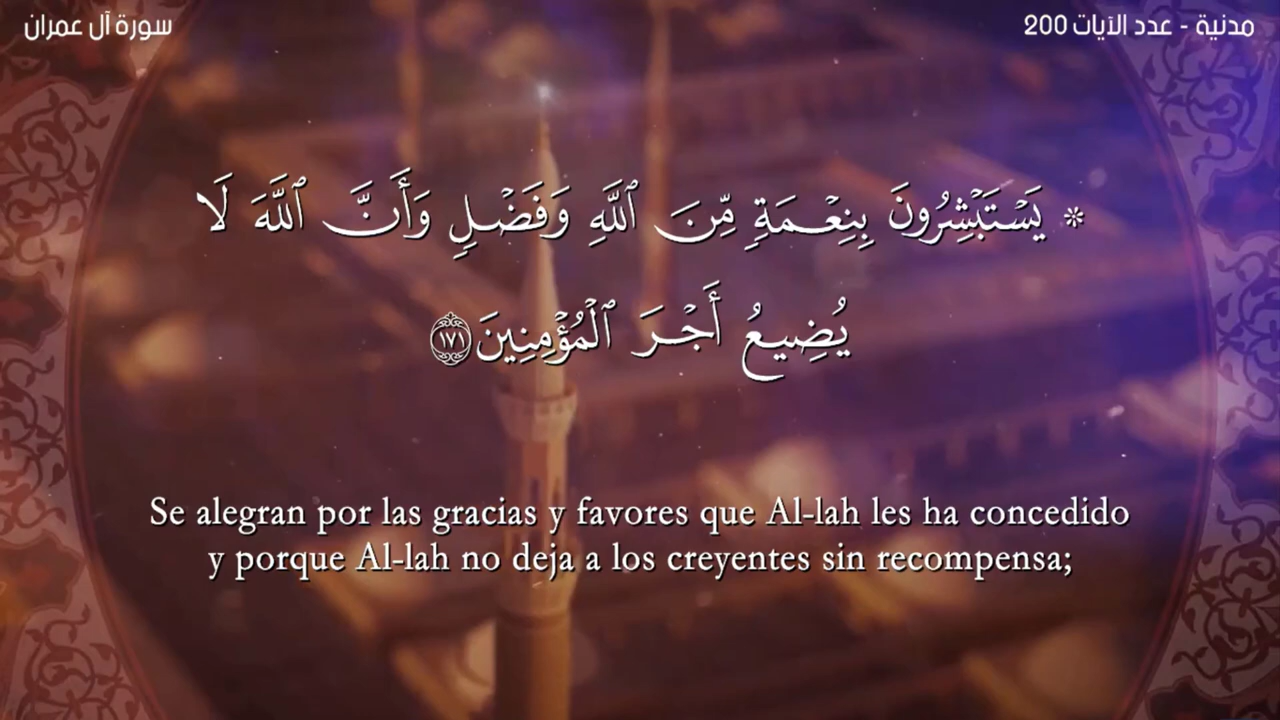 سورة آل عمران
مدنية - عدد الآيات 200
* يَسْتَبْشِرُونَ بِنِعْمَةٍ مِّنَ ٱللَّهِ وَفَضْلٍ وَأَنَّ ٱللَّهَ لَا
يُضِيعُ أَجْرَ ٱلْمُؤْمِنِينَ ١٧١
Se alegran por las gracias y favores que Al-lah les ha concedido
y porque Al-lah no deja a los creyentes sin recompensa;